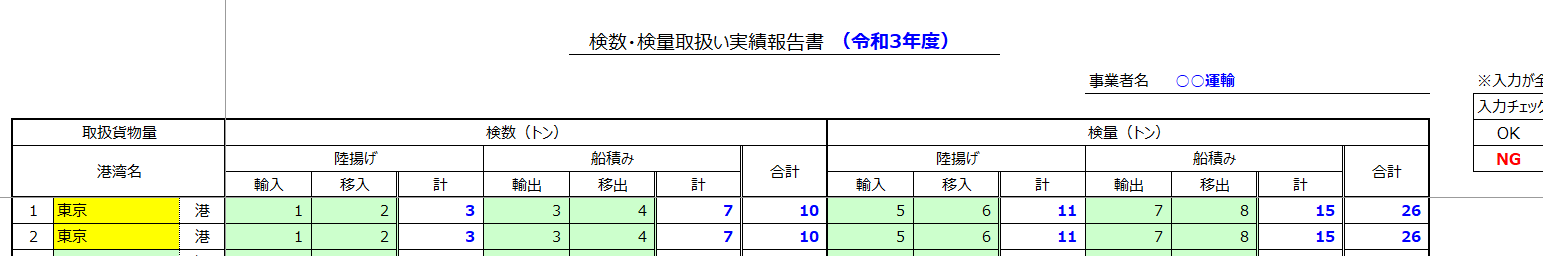 検数・検量取扱い実績報告書 （令和3年度）
事業者名 ○○運輸 ※入力が全
取扱貨物量 検数（トン） 検量（トン） 入力チェック
OK
港湾名 陸揚げ 船積み 合計 陸揚げ 船積み 合計 NG
輸入 移入 計 輸出 移出 計 輸入 移入 計 輸出 移出 計
1 東京 港 1 2 3 3 4 7 10 5 6 11 7 8 15 26
2 東京 港 1 2 3 3 4 7 10 5 6 11 7 8 15 26